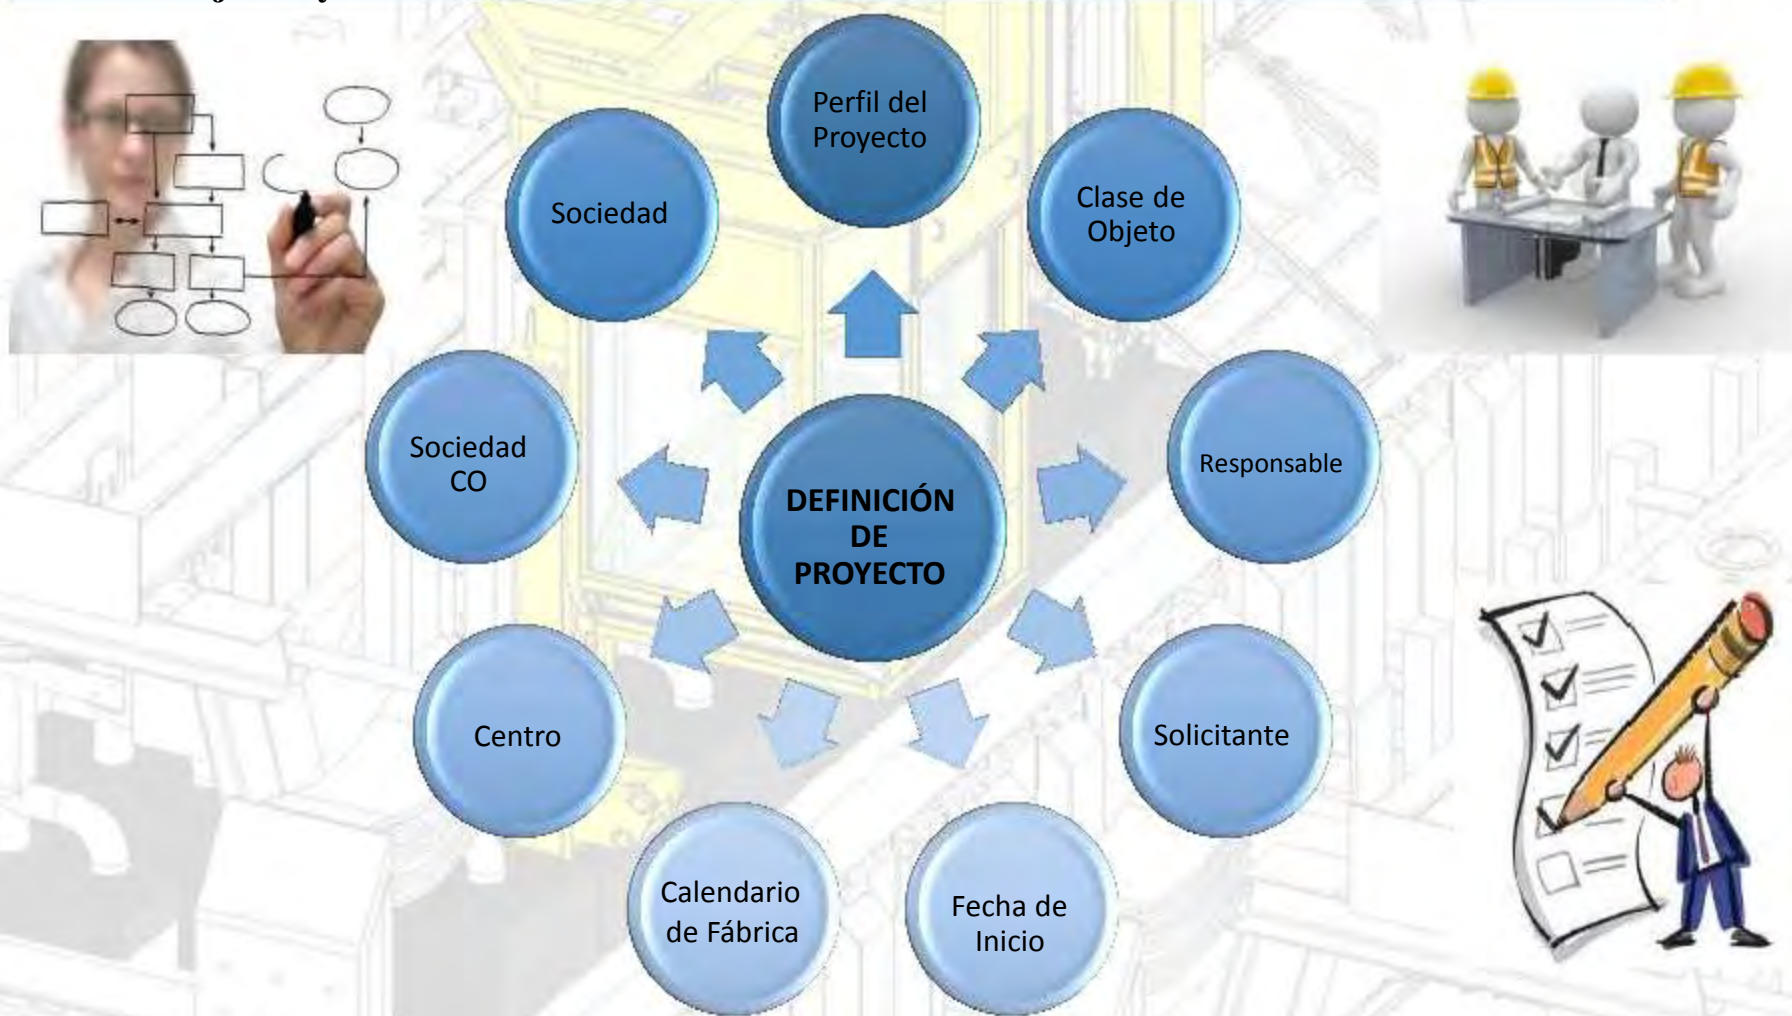 Perfil del
Proyecto
Clase de
Objeto
Responsable
Solicitante
Fecha de
Inicio
Calendario
de Fábrica
Centro
Sociedad
CO
Sociedad
DEFINICIÓN
DE
PROYECTO